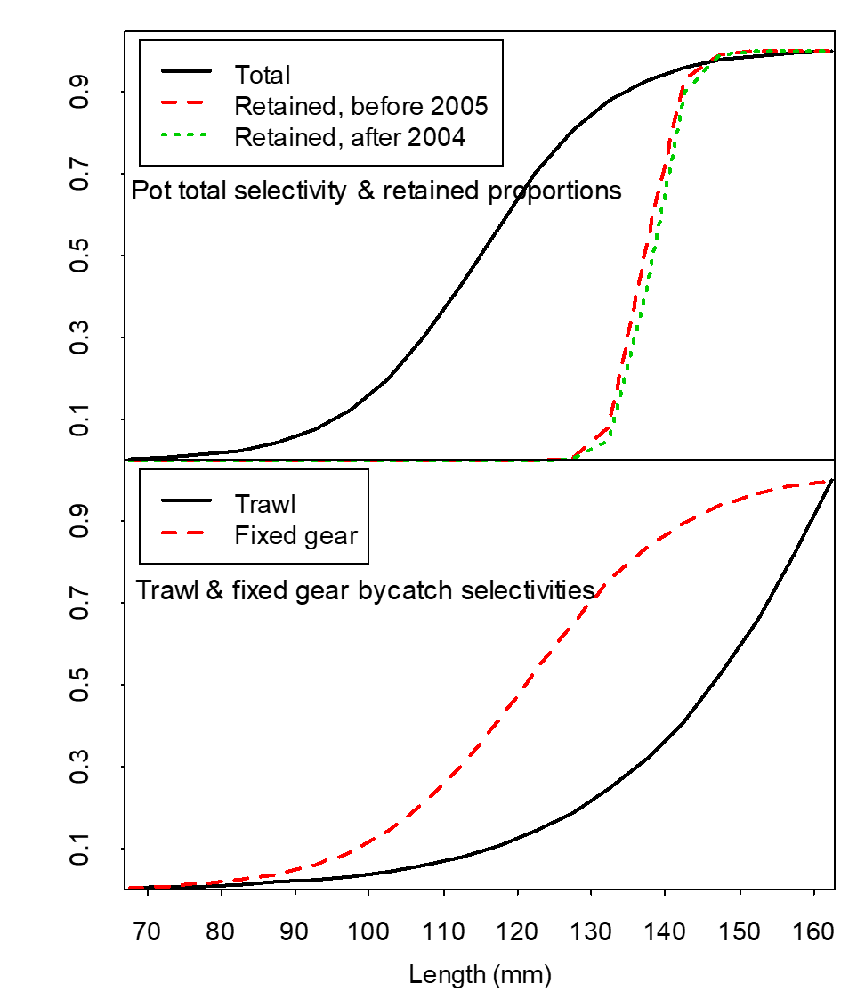 Total
Retained, before 2005
Retained, after 2004
Pot total selectivity & retained proportions
0.9
0.7
0.5
0.3
0.1
Trawl
Fixed gear
Trawl & fixed gear bycatch selectivities
0.9
0.7
0.5
0.3
0.1
70 80 90 100 110 120 130 140 150 160
Length (mm)